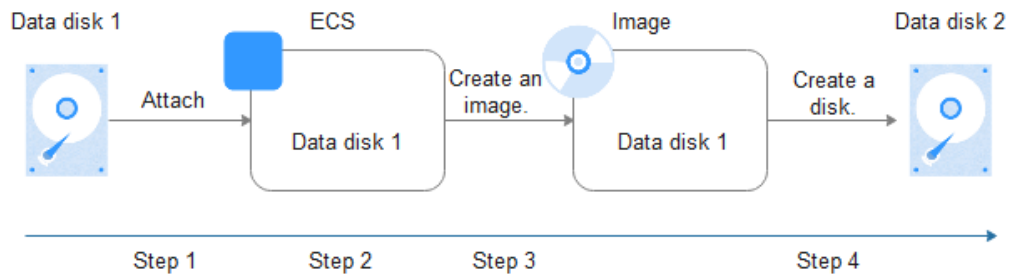 Data disk 1
ECS
Image
Data disk 2
Attach
Create an
image.
Create a
disk.
Data disk 1
Data disk 1
Step 1
Step 2
Step 3
Step 4